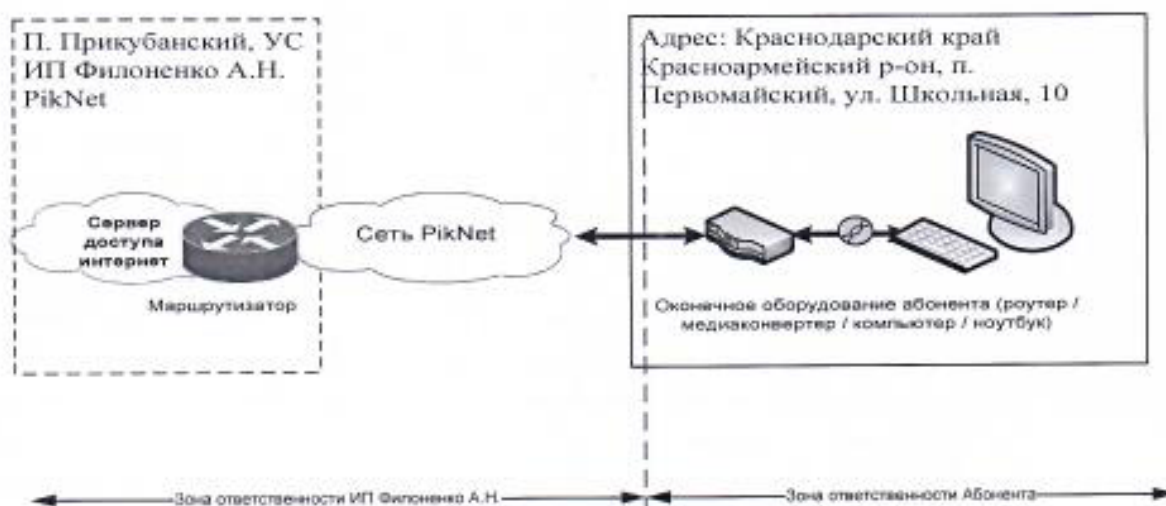 П. Прикубанский, УС
ИП Филоненко А.Н.
PikNet
Адрес: Краснодарский край
Красноармейский р-он, п.
Первомайский, ул. Школьная, 10
Сервер
доступа
интернет
Маршрутизатор
Сеть PikNet
Оконечное оборудование абонента (роутер /
медиаконвертер / компьютер / ноутбук)
Зона ответственности ИП Филоненко А.Н.
Зона ответственности Абонента